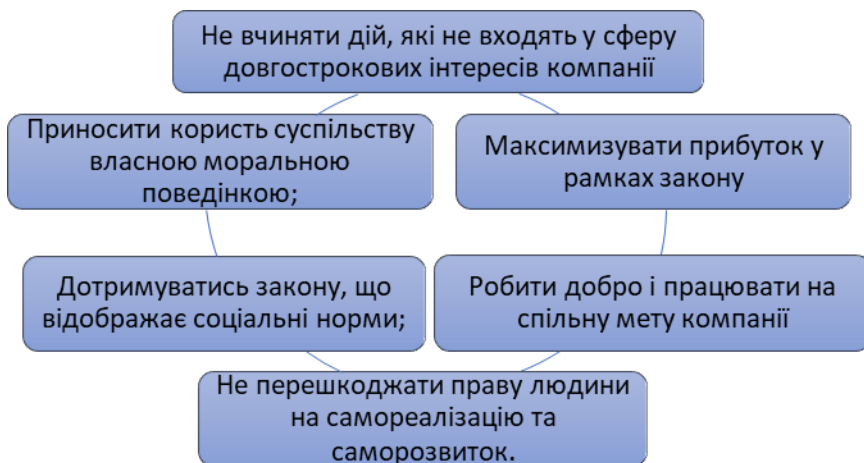 Не вчиняти дій, які не входять у сферу
довгострокових інтересів компанії
Приносити користь суспільству
власною моральною
поведінкою;
Максимизувати прибуток у
рамках закону
Дотримуватись закону, що
відображає соціальні норми;
Робити добро і працювати на
спільну мету компанії
Не перешкоджати праву людини
на самореалізацію та
саморозвиток.